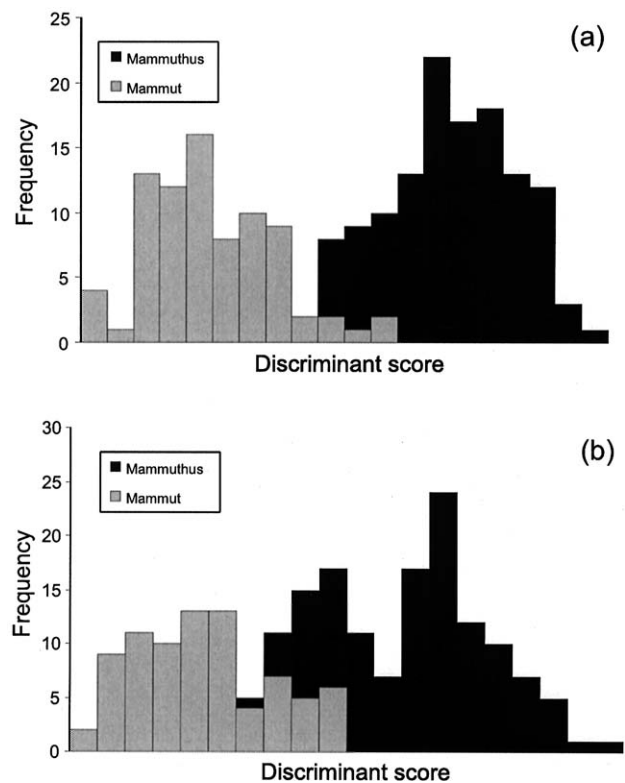 25
(a)
Mammuthus
20
Mammut
15
Frequency
10
5
0
Discriminant score
30
(b)
25
Mammuthus
Mammut
20
15
Frequency
10
5
0
Discriminant score